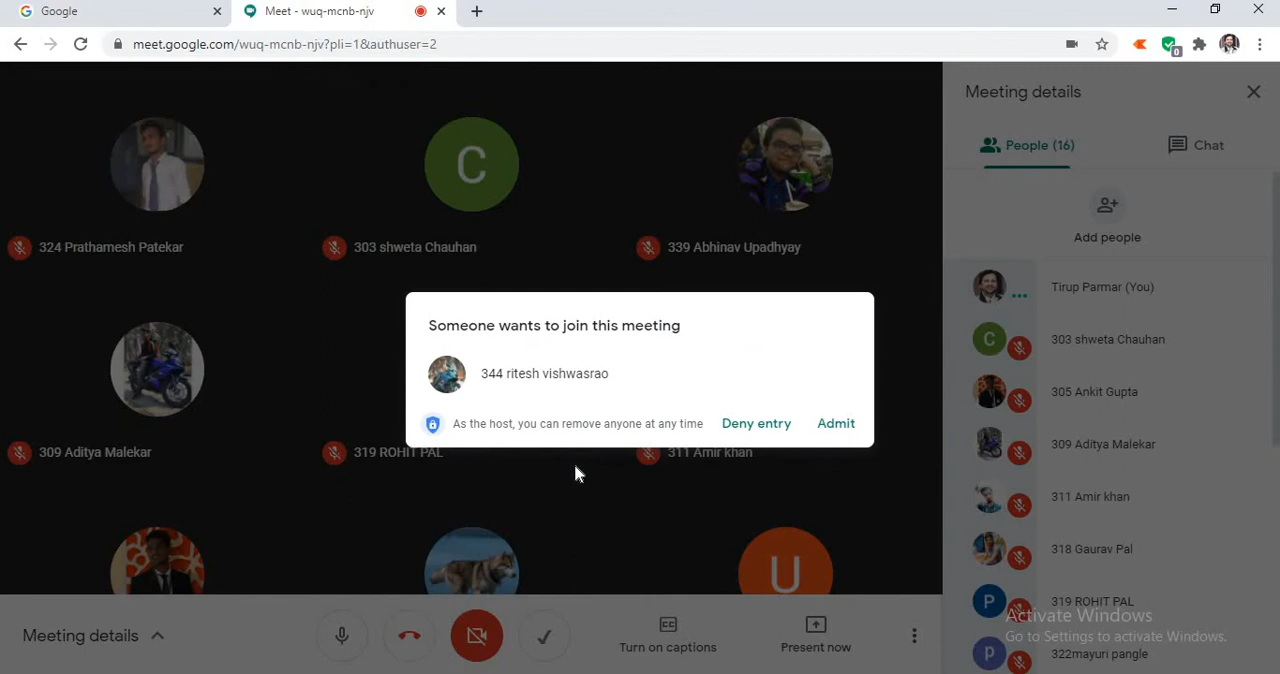 Google
Meet - wuq-mcnb-njv
meet.google.com/wuq-mcnb-njv?pli=1&authuser=2
0
Meeting details
People (16)
Chat
C
324 Prathamesh Patekar
303 shweta Chauhan
339 Abhinav Upadhyay
Add people
Tirup Parmar (You)
C
303 shweta Chauhan
305 Ankit Gupta
309 Aditya Malekar
311 Amir khan
318 Gaurav Pal
P
319 ROHIT PAL
p
322mayuri pangle
Someone wants to join this meeting
344 ritesh vishwasrao
As the host, you can remove anyone at any time
Deny entry
Admit
309 Aditya Malekar
319 ROHIT PAL
311 Amir khan
U
Activate Windows
Go to Settings to activate Windows.
Meeting details
CC
Turn on captions
Present now